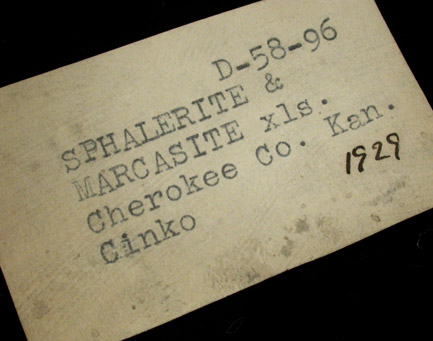 D-58-96
SPHALERITE &
MARCASITE xls.
Cherokee Co. Kan.
Cinko
1929